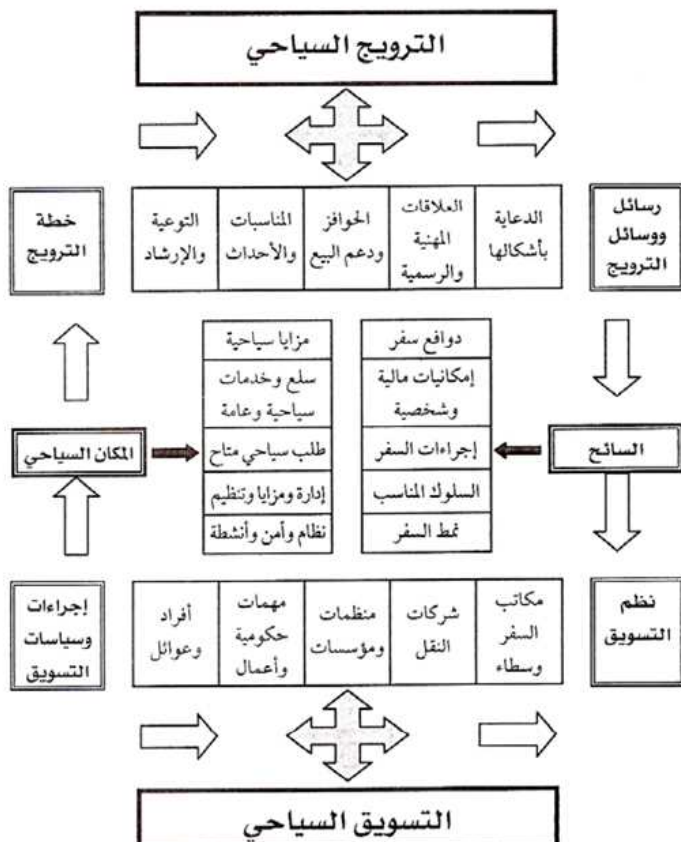 الترويج السياحي
رسائل
ووسائل
الترويج
الدعاية
بأشكالها
العلاقات
المهنية
والرسمية
الحوافز
ودعم البيع
المناسبات
والأحداث
التوعية
والإرشاد
خطة
الترويج
دوافع سفر
إمكانيات مالية
وشخصية
إجراءات السفر
السلوك المناسب
نمط السفر
مزايا سياحية
سلع وخدمات
سياحية وعامة
طلب سياحي متاح
إدارة ومزايا وتنظيم
نظام وأمن وأنشطة
السائح
المكان السياحي
نظم
التسويق
مكاتب
السفر
وسطاء
شركات
النقل
منظمات
ومؤسسات
مهمات
حكومية
وأعمال
أفراد
وعوائل
إجراءات
وسياسات
التسويق
التسويق السياحي